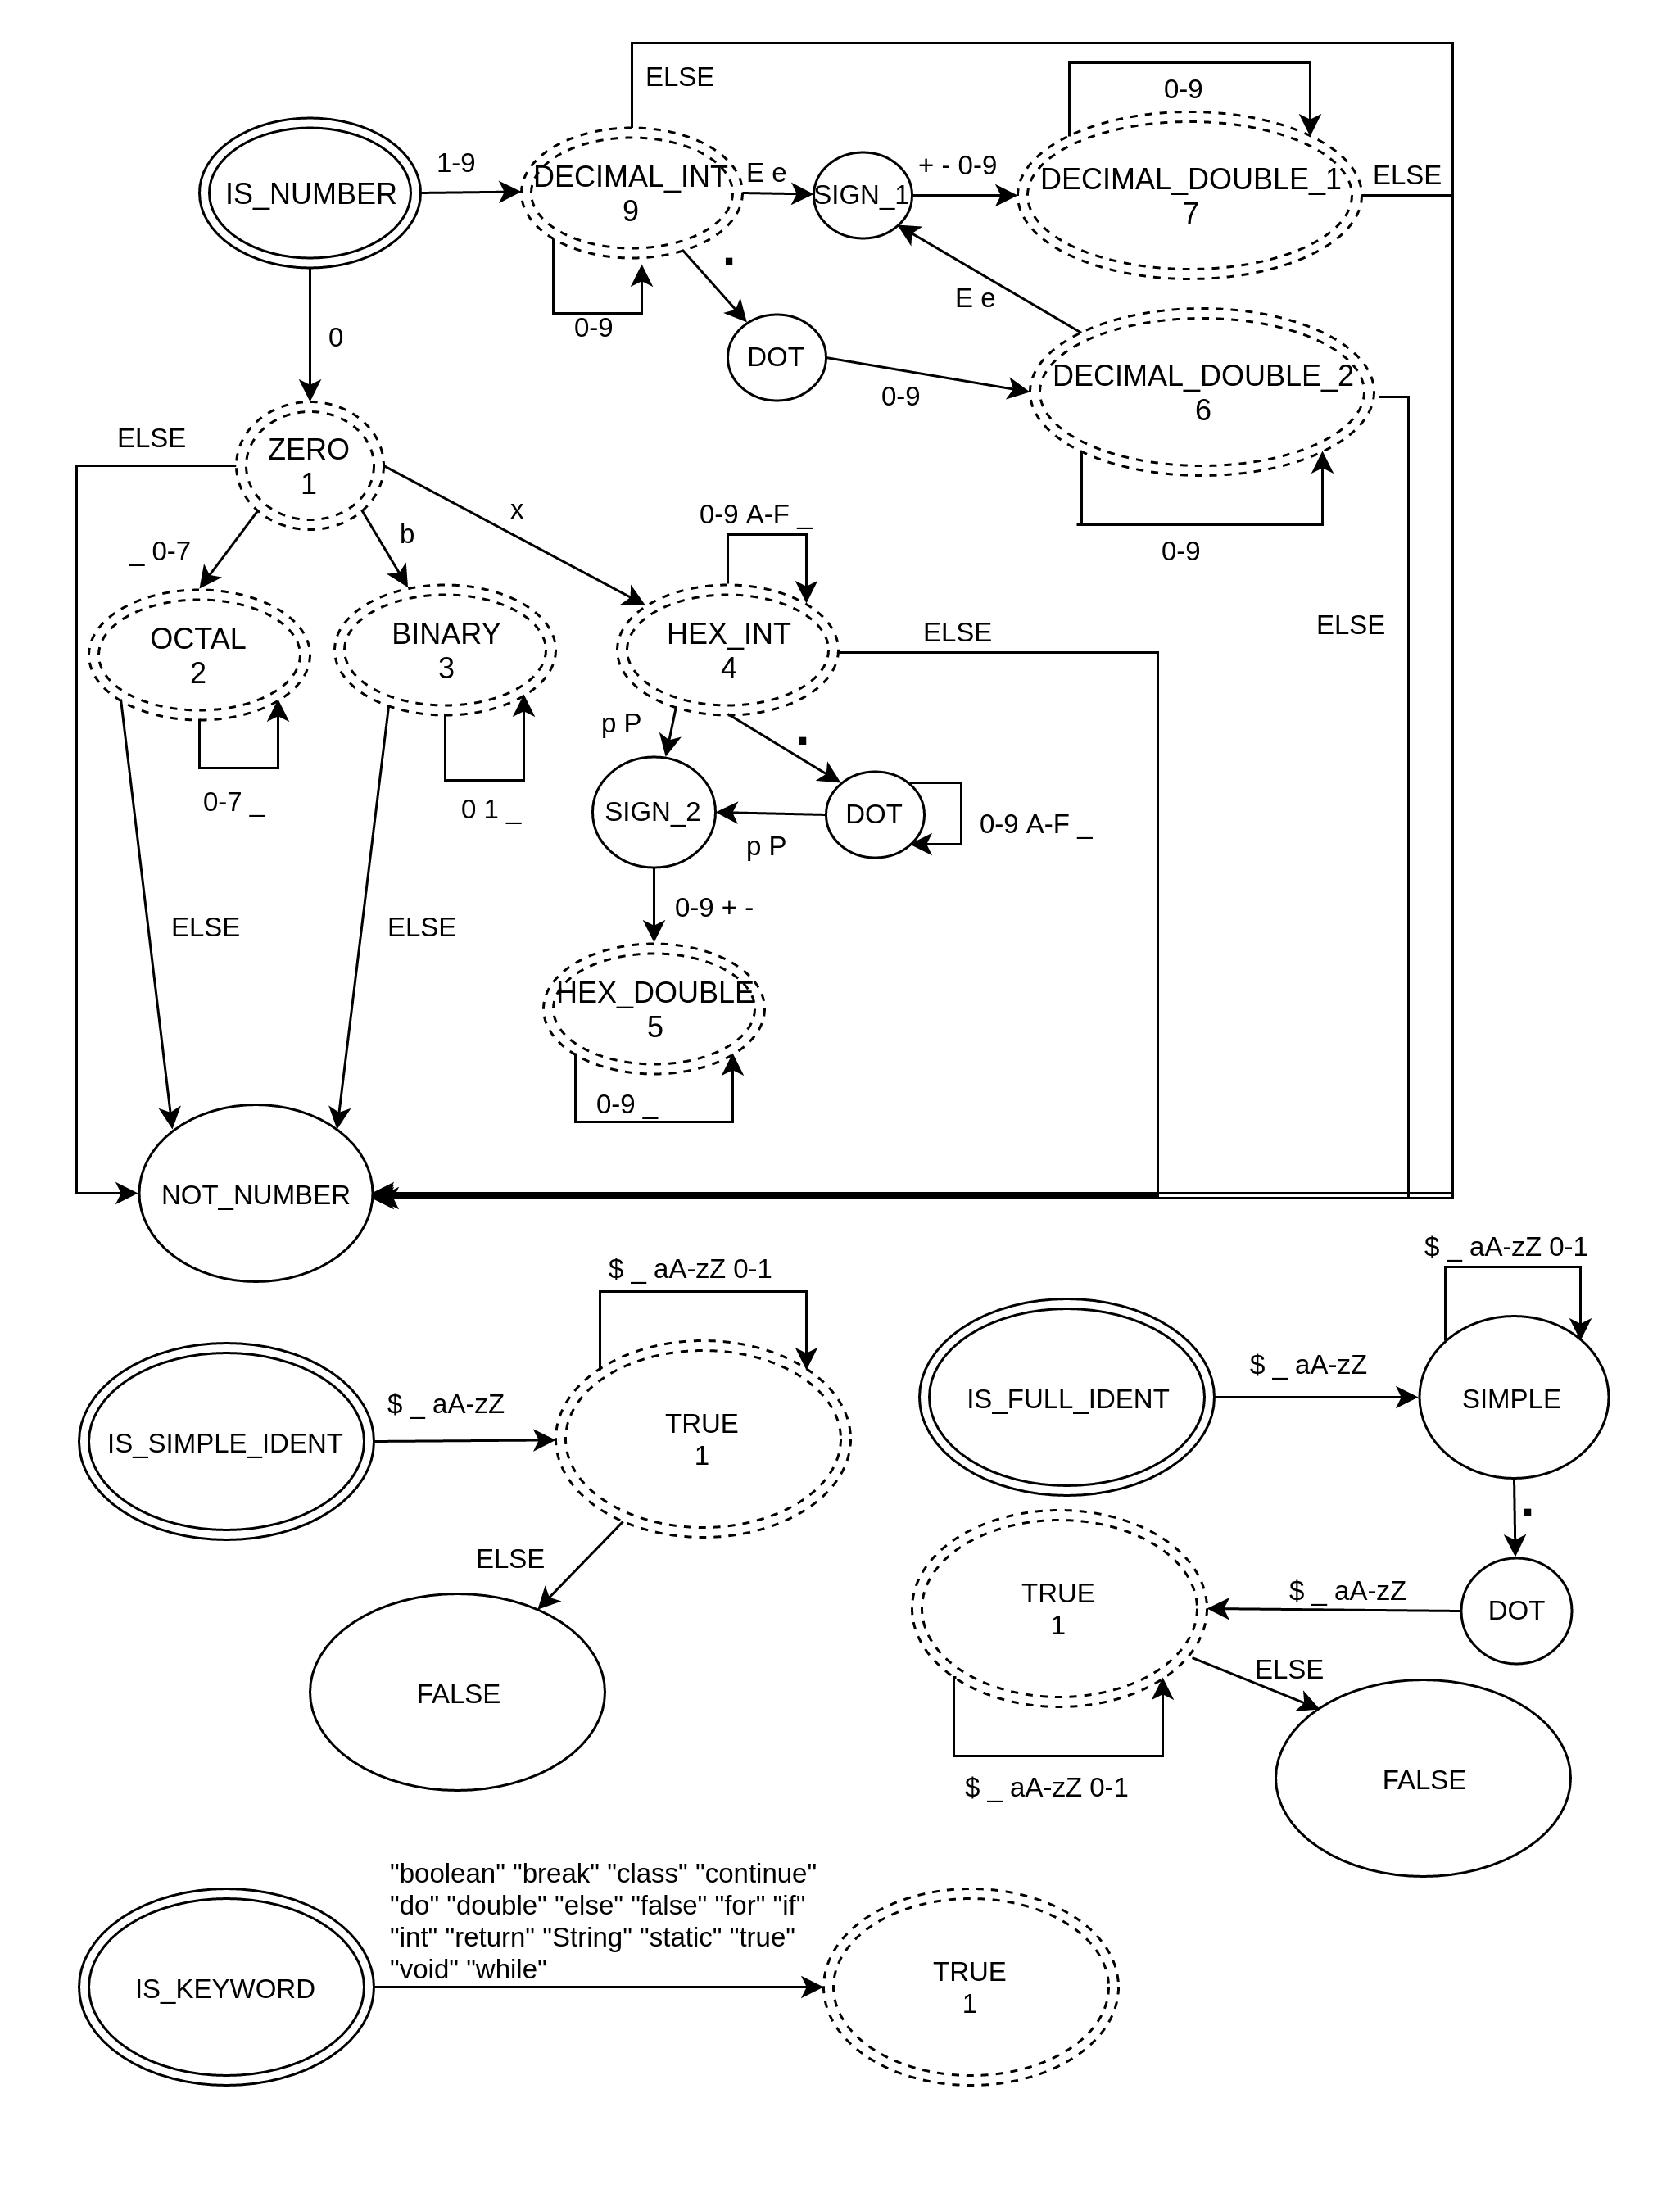 ELSE
0-9
IS_NUMBER
1-9
DECIMAL_INT
9
E e
SIGN_1
+ - 0-9
DECIMAL_DOUBLE_1
7
ELSE
.
0-9
E e
0
DOT
0-9
DECIMAL_DOUBLE_2
6
ELSE
ZERO
1
x
0-9 A-F _
b
_ 0-7
0-9
ELSE
OCTAL
2
BINARY
3
HEX_INT
4
ELSE
p P
.
0-7 _
0 1 _
SIGN_2
DOT
0-9 A-F _
p P
ELSE
ELSE
0-9 + -
HEX_DOUBLE
5
0-9 _
NOT_NUMBER
$ _ aA-zZ 0-1
$ _ aA-zZ 0-1
IS_SIMPLE_IDENT
$ _ aA-zZ
TRUE
1
IS_FULL_IDENT
$ _ aA-zZ
SIMPLE
.
ELSE
FALSE
TRUE
1
$ _ aA-zZ
DOT
ELSE
FALSE
$ _ aA-zZ 0-1
"boolean" "break" "class" "continue"
"do" "double" "else" "false" "for" "if"
"int" "return" "String" "static" "true"
"void" "while"
IS_KEYWORD
TRUE
1